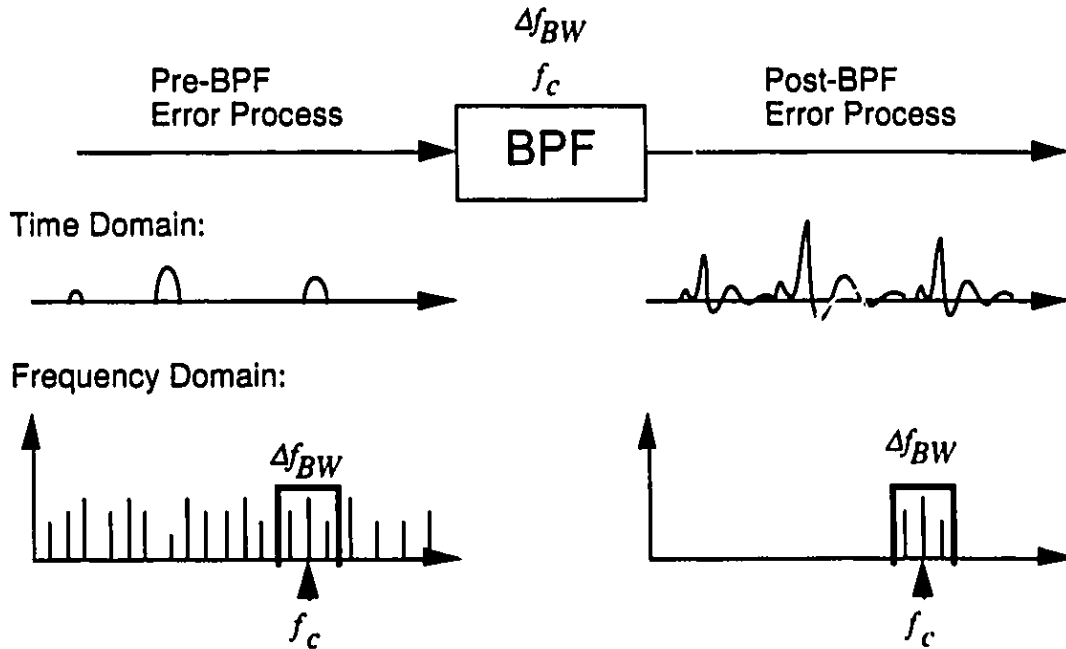 Δf_BW
f_c
Pre-BPF
Error Process
BPF
Post-BPF
Error Process
Time Domain:
Frequency Domain:
Δf_BW
Δf_BW
f_c
f_c